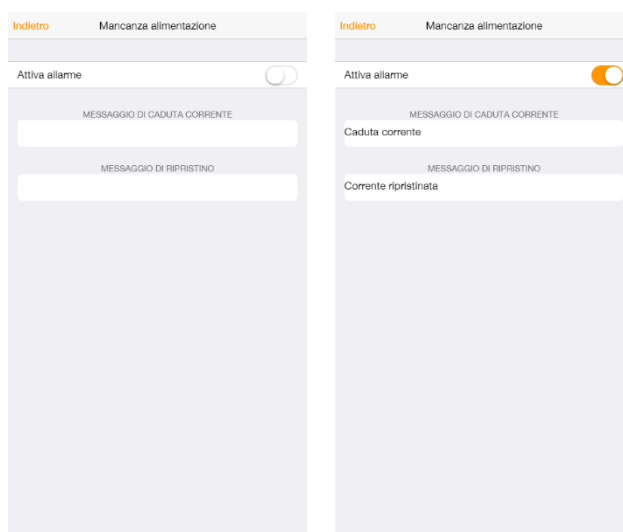 Indietro Mancanza alimentazione
Attiva allarme
MESSAGGIO DI CADUTA CORRENTE
MESSAGGIO DI RIPRISTINO
Indietro Mancanza alimentazione
Attiva allarme
MESSAGGIO DI CADUTA CORRENTE
Caduta corrente
MESSAGGIO DI RIPRISTINO
Corrente ripristinata